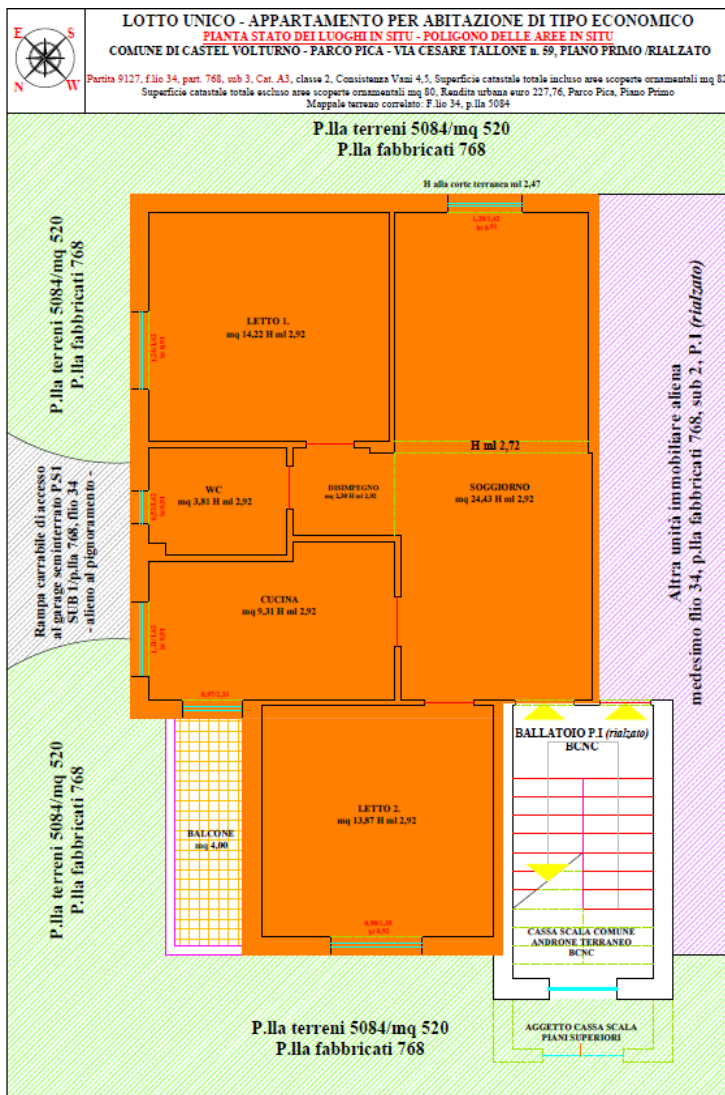 LOTTO UNICO - APPARTAMENTO PER ABITAZIONE DI TIPO ECONOMICO
PIANTA STATO DEI LUOGHI IN SITU - POLIGONO DELLE AREE IN SITU
COMUNE DI CASTEL VOLTURNO - PARCO PICA - VIA CESARE TALLONE n. 59, PIANO PRIMO /RIALZATO
E S
N W
Partita 9127, f.lio 34, part. 768, sub 3, Cat. A3, classe 2, Consistenza Vani 4,5, Superficie catastale totale incluso aree scoperte ornamentali mq 82
Superficie catastale totale escluso aree scoperte ornamentali mq 80, Rendita urbana euro 227,76, Parco Pica, Piano Primo
Mappale terreno correlato: F.lio 34, p.lla 5084
P.lla terreni 5084/mq 520
P.lla fabbricati 768
H alla corte terranea ml 2,47
P.lla terreni 5084/mq 520
P.lla fabbricati 768
LETTO 1.
mq 14,22 H ml 2,92
H ml 2,72
WC
mq 3,81 H ml 2,92
DISIMPEGNO
mq 2,30 H ml 2,92
SOGGIORNO
mq 24,43 H ml 2,92
Rampa carrabile di accesso
al garage seminterrato P.S1
SUB 1/p.lla 768, flio 34
- alieno al pignoramento -
Altra unità immobiliare aliena
medesimo flio 34, p.lla fabbricati 768, sub 2, P.I (rialzato)
CUCINA
mq 9,31 H ml 2,92
0,97/2,33
BALLATOIO P.I (rialzato)
BCNC
P.lla terreni 5084/mq 520
P.lla fabbricati 768
BALCONE
mq 4,00
LETTO 2.
mq 13,87 H ml 2,92
CASSA SCALA COMUNE
ANDRONE TERRANEO
BCNC
P.lla terreni 5084/mq 520
P.lla fabbricati 768
AGGETTO CASSA SCALA
PIANI SUPERIORI